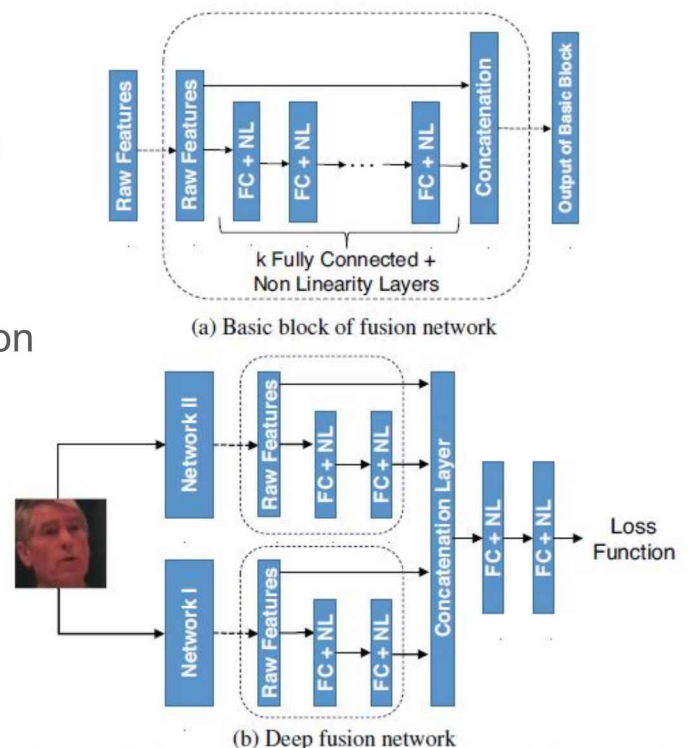 Raw Features
Raw Features
FC + NL
FC + NL
...
FC + NL
Concatenation
Output of Basic Block
k Fully Connected +
Non Linearity Layers
(a) Basic block of fusion network
on
Network II
Raw Features
FC + NL
FC + NL
Network I
Raw Features
FC + NL
FC + NL
Concatenation Layer
FC + NL
FC + NL
Loss
Function
(b) Deep fusion network